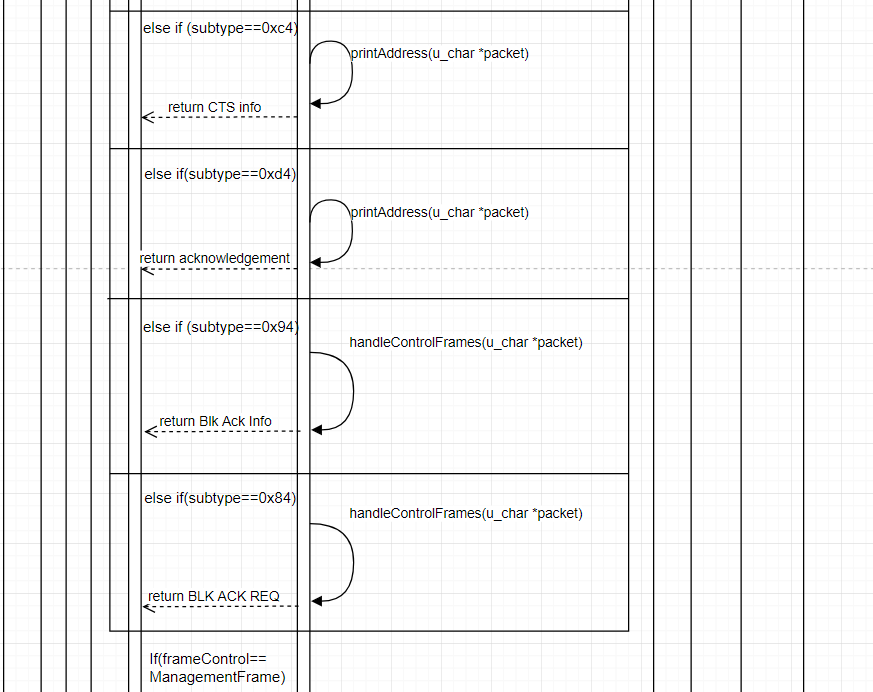 else if (subtype==0xc4)
printAddress(u_char *packet)
return CTS info
else if(subtype==0xd4)
printAddress(u_char *packet)
return acknowledgement
else if (subtype==0x94)
handleControlFrames(u_char *packet)
return Blk Ack Info
else if(subtype==0x84)
handleControlFrames(u_char *packet)
return BLK ACK REQ
If(frameControl==
ManagementFrame)